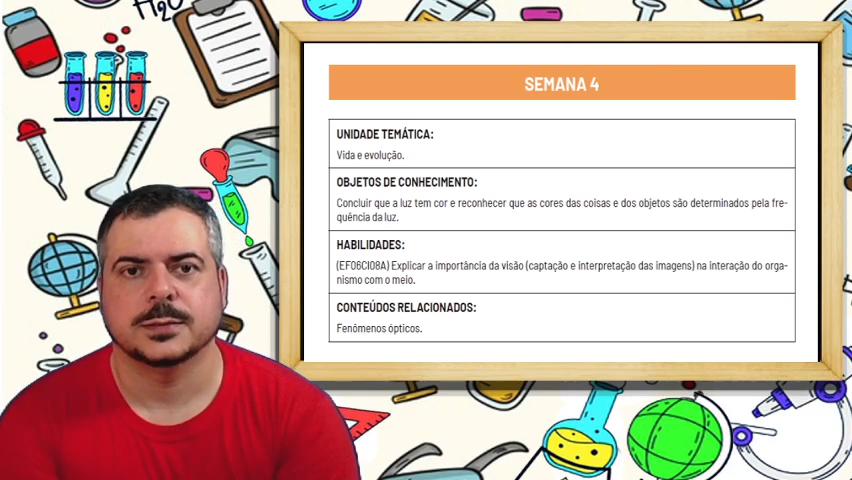 H₂O
SEMANA 4
UNIDADE TEMÁTICA:
Vida e evolução.
OBJETOS DE CONHECIMENTO:
Concluir que a luz tem cor e reconhecer que as cores das coisas e dos objetos são determinados pela fre-
quência da luz.
HABILIDADES:
(EF06CI08A) Explicar a importância da visão (captação e interpretação das imagens) na interação do orga-
nismo com o meio.
CONTEÚDOS RELACIONADOS:
Fenômenos ópticos.